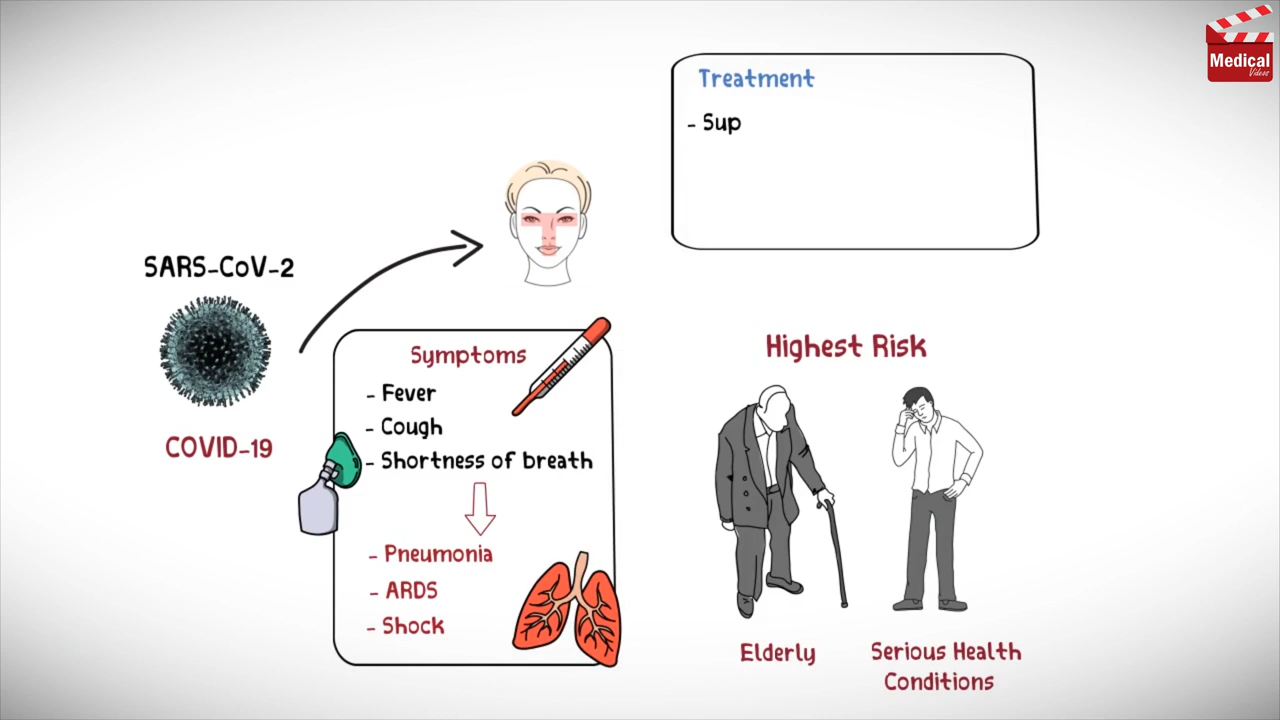 Medical
Videos
Treatment
- Sup
SARS-CoV-2
COVID-19
Symptoms
- Fever
- Cough
- Shortness of breath
- Pneumonia
- ARDS
- Shock
Highest Risk
Elderly
Serious Health
Conditions